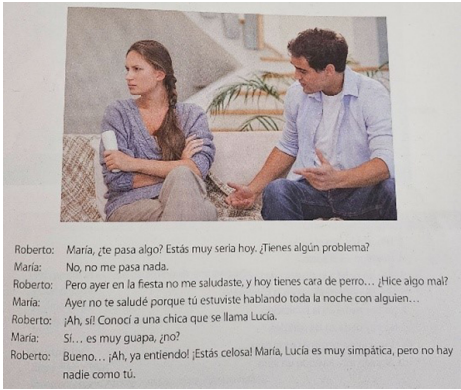 Roberto: María, ¿te pasa algo? Estás muy seria hoy. ¿Tienes algún problema?
María: No, no me pasa nada.
Roberto: Pero ayer en la fiesta no me saludaste, y hoy tienes cara de perro... ¿Hice algo mal?
María: Ayer no te saludé porque tú estuviste hablando toda la noche con alguien...
Roberto: ¡Ah, sí! Conocí a una chica que se llama Lucía.
María: Sí... es muy guapa, ¿no?
Roberto: Bueno... ¡Ah, ya entiendo! ¡Estás celosa! María, Lucía es muy simpática, pero no hay
nadie como tú.